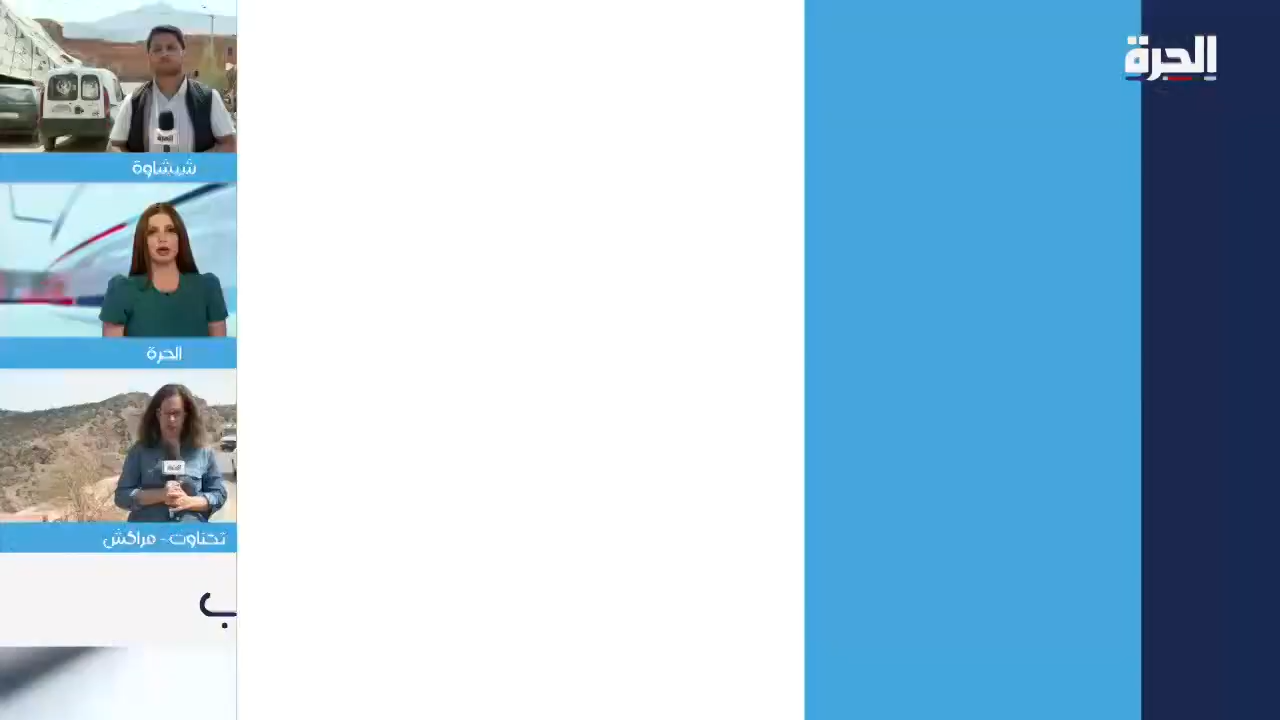 الحرة
شيشاوة
الحرة
تحناوت - مراكش
ب